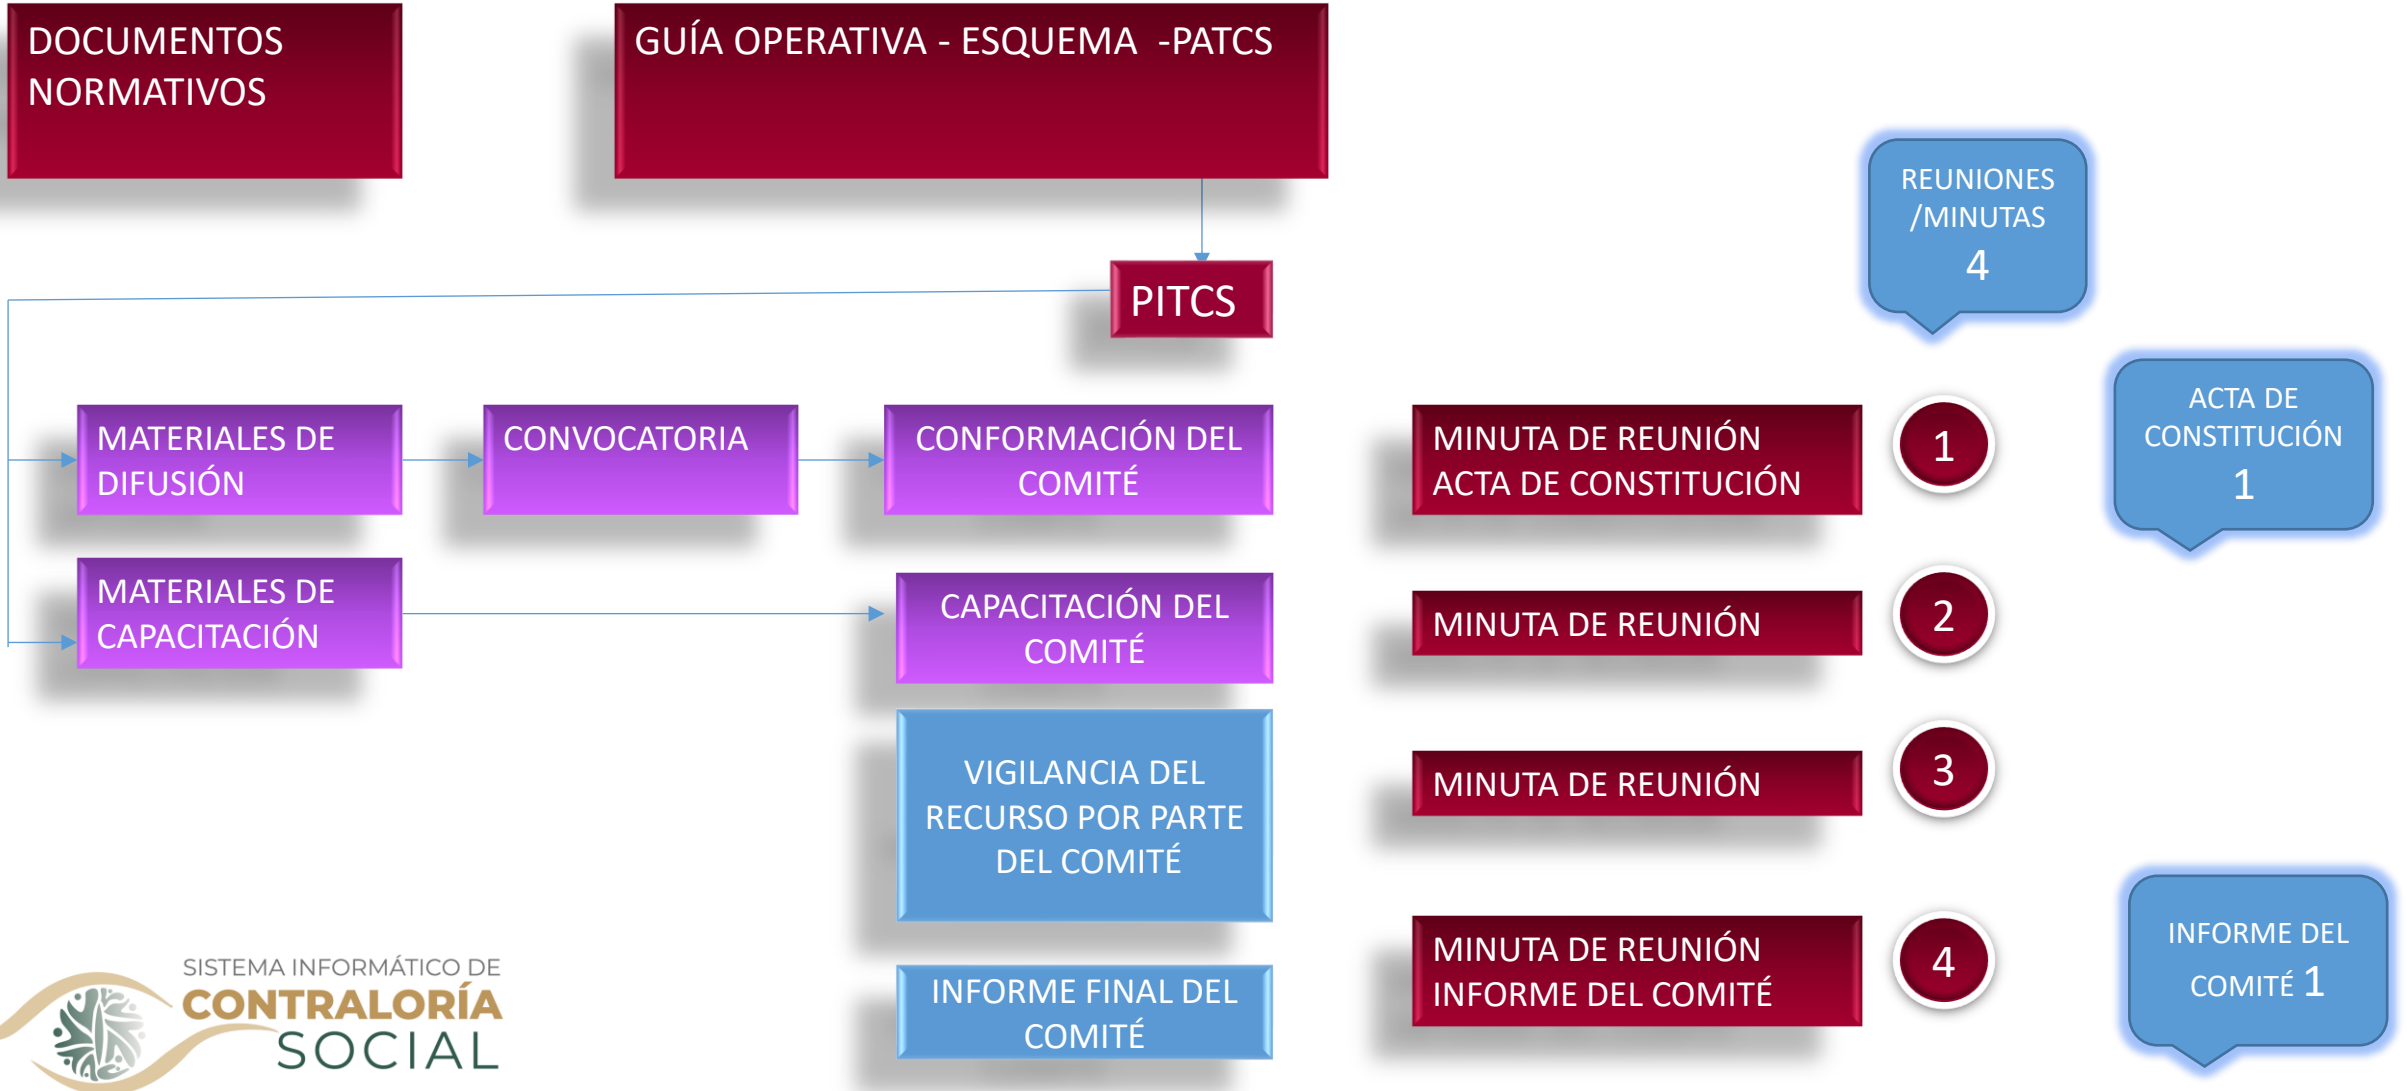 DOCUMENTOS
NORMATIVOS
GUÍA OPERATIVA - ESQUEMA -PATCS
REUNIONES
/MINUTAS
4
PITCS
ACTA DE
CONSTITUCIÓN
1
MATERIALES DE
DIFUSIÓN
CONVOCATORIA
CONFORMACIÓN DEL
COMITÉ
MINUTA DE REUNIÓN
ACTA DE CONSTITUCIÓN
1
MATERIALES DE
CAPACITACIÓN
CAPACITACIÓN DEL
COMITÉ
MINUTA DE REUNIÓN
2
VIGILANCIA DEL
RECURSO POR PARTE
DEL COMITÉ
MINUTA DE REUNIÓN
3
INFORME FINAL DEL
COMITÉ
MINUTA DE REUNIÓN
INFORME DEL COMITÉ
4
INFORME DEL
COMITÉ 1
SISTEMA INFORMÁTICO DE
CONTRALORÍA
SOCIAL